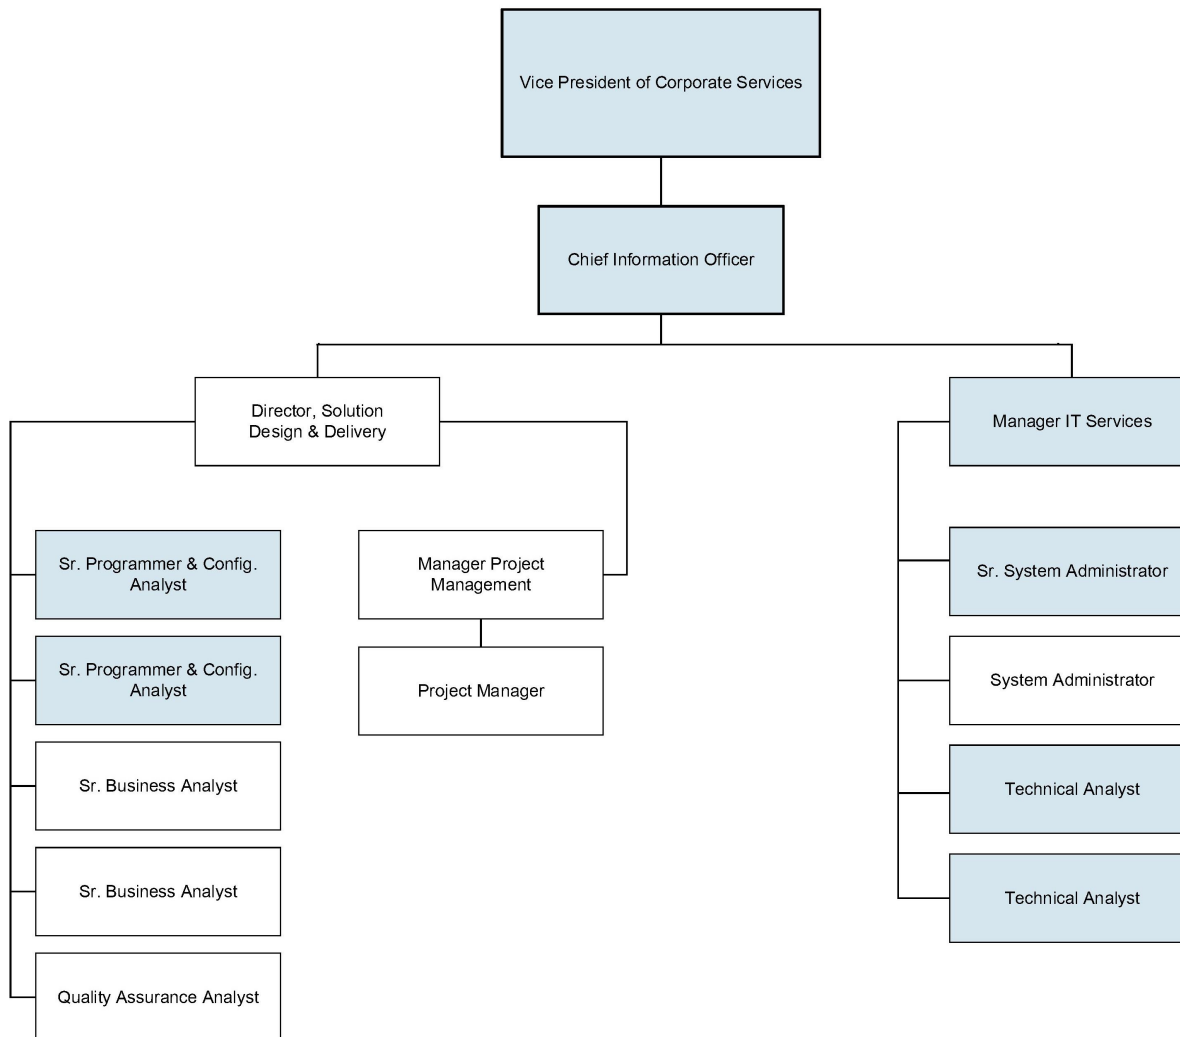 Vice President of Corporate Services
Chief Information Officer
Director, Solution
Design & Delivery
Manager IT Services
Sr. Programmer & Config.
Analyst
Manager Project
Management
Sr. System Administrator
Sr. Programmer & Config.
Analyst
Project Manager
System Administrator
Sr. Business Analyst
Technical Analyst
Sr. Business Analyst
Technical Analyst
Quality Assurance Analyst